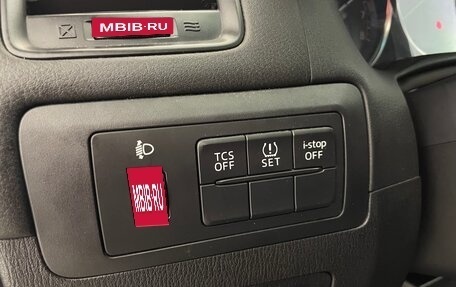 MBIB·RU
TCS
OFF
SET
i-stop
OFF
MBIB·RU